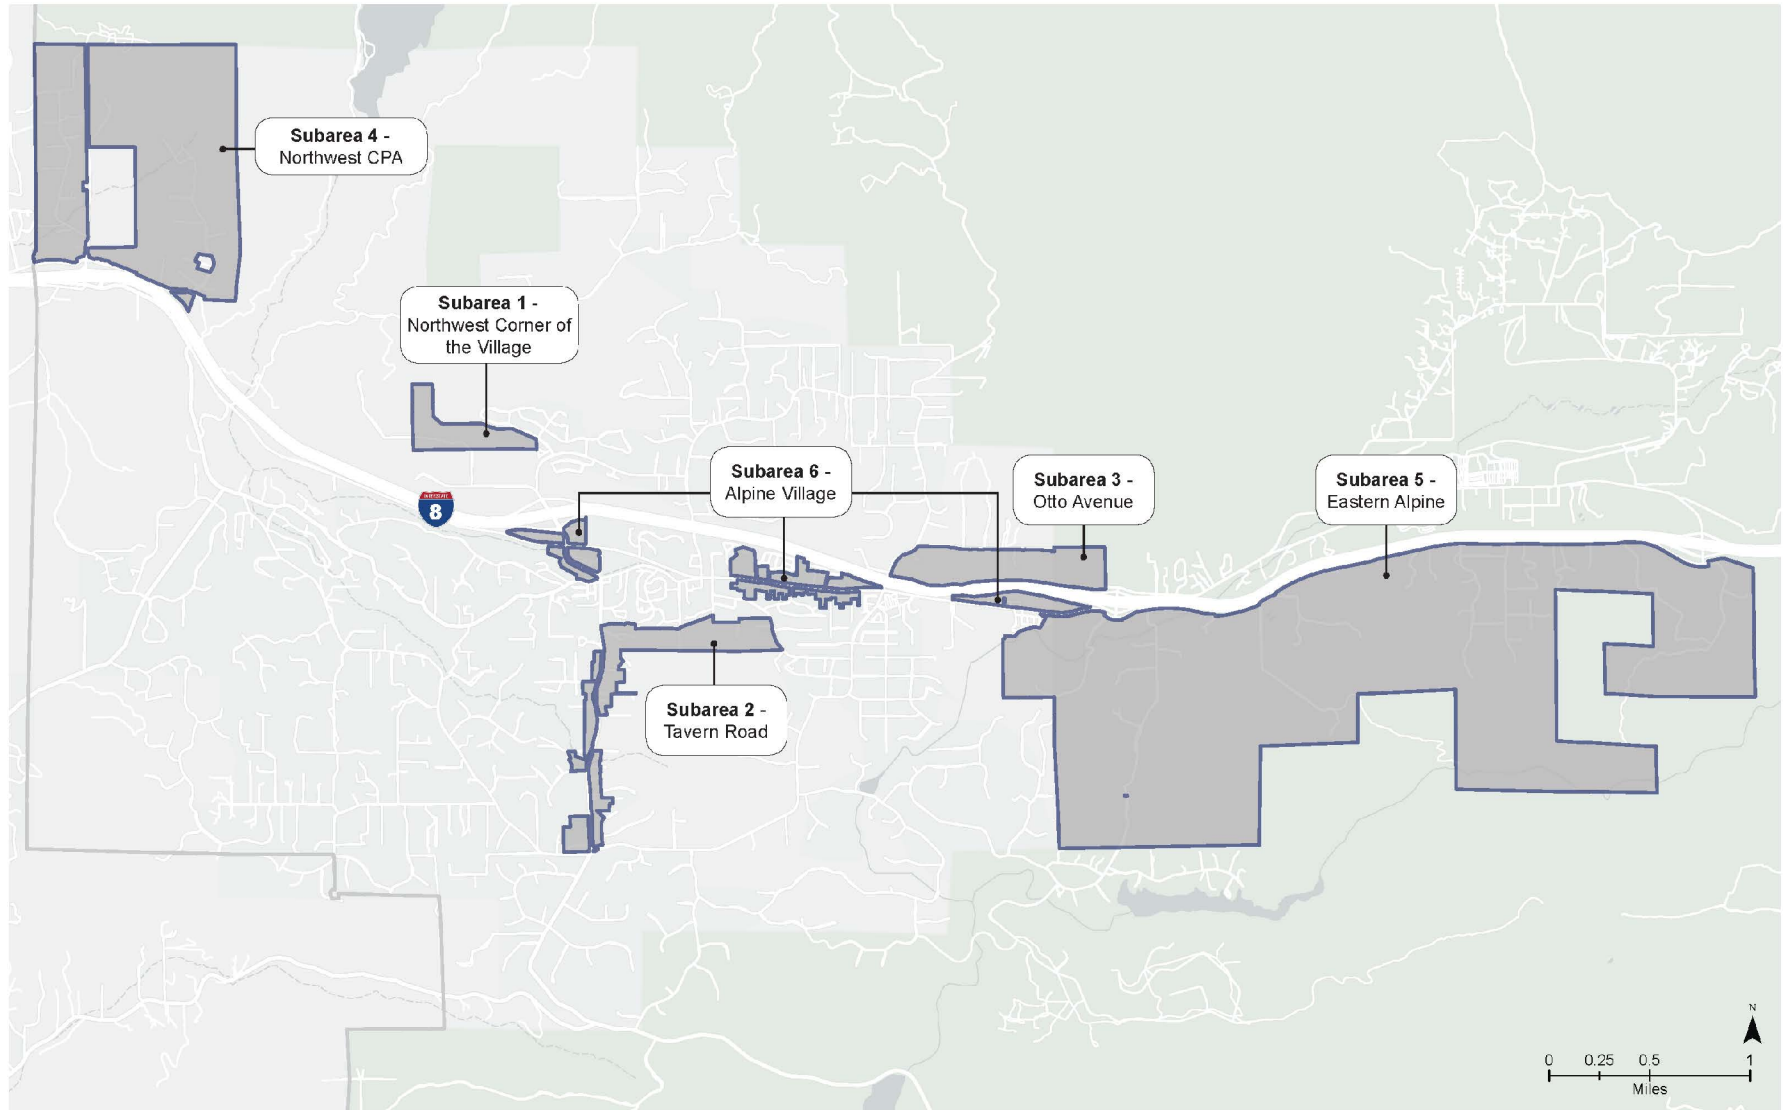 Subarea 4 -
Northwest CPA
Subarea 1 -
Northwest Corner of
the Village
Subarea 6 -
Alpine Village
Subarea 3 -
Otto Avenue
Subarea 5 -
Eastern Alpine
INTERSTATE
8
Subarea 2 -
Tavern Road
N
0 0.25 0.5 1
Miles